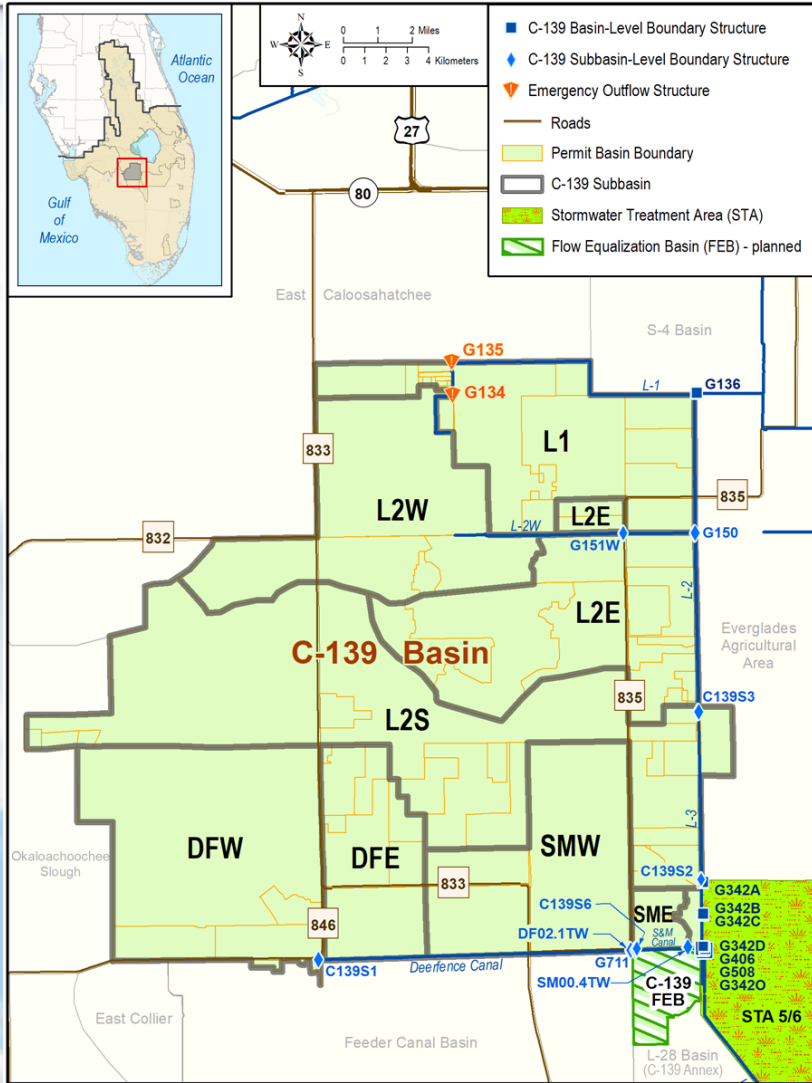 Atlantic
Ocean
Gulf
of
Mexico
N
W
E
S
0 1 2 Miles
0 1 2 3 4 Kilometers
C-139 Basin-Level Boundary Structure
C-139 Subbasin-Level Boundary Structure
Emergency Outflow Structure
Roads
Permit Basin Boundary
C-139 Subbasin
Stormwater Treatment Area (STA)
Flow Equalization Basin (FEB) - planned
27
80
East Caloosahatchee
S-4 Basin
G135
G134
L-1
G136
L1
833
L2W
835
L2E
L-2W
832
G151W
G150
L-2
L2E
Everglades
Agricultural
Area
C-139 Basin
835
C139S3
L2S
L-3
DFW
DFE
SMW
Okaloachoochee
Slough
833
C139S2
G342A
846
C139S6
SME
G342B
G342C
S&M
Canal
DF02.1TW
G342D
G711
G406
C139S1
Deerfence Canal
SM00.4TW
G508
G342O
C-139
FEB
STA 5/6
East Collier
Feeder Canal Basin
L-28 Basin
(C-139 Annex)